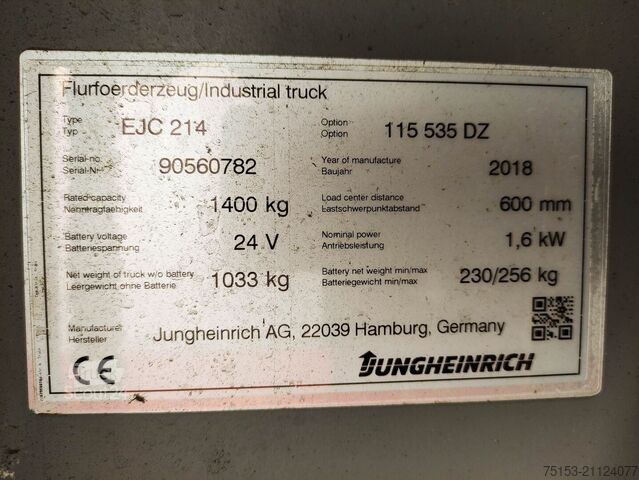 Flurfoerderzeug/Industrial truck
Type EJC 214 Option 115 535 DZ
Typ Option
Serial-no. 90560782 Year of manufacture 2018
Serial-Nr. Baujahr
Rated capacity 1400 kg Load center distance 600 mm
Nenntragfaehigkeit Lastschwerpunktabstand
Battery voltage 24 V Nominal power 1,6 kW
Batteriespannung Antriebsleistung
Net weight of truck w/o battery 1033 kg Battery net weight min/max 230/256 kg
Leergewicht ohne Batterie Batteriegewicht min/max
Manufacturer Jungheinrich AG, 22039 Hamburg, Germany
Hersteller
CE JUNGHEINRICH
75153-21124077